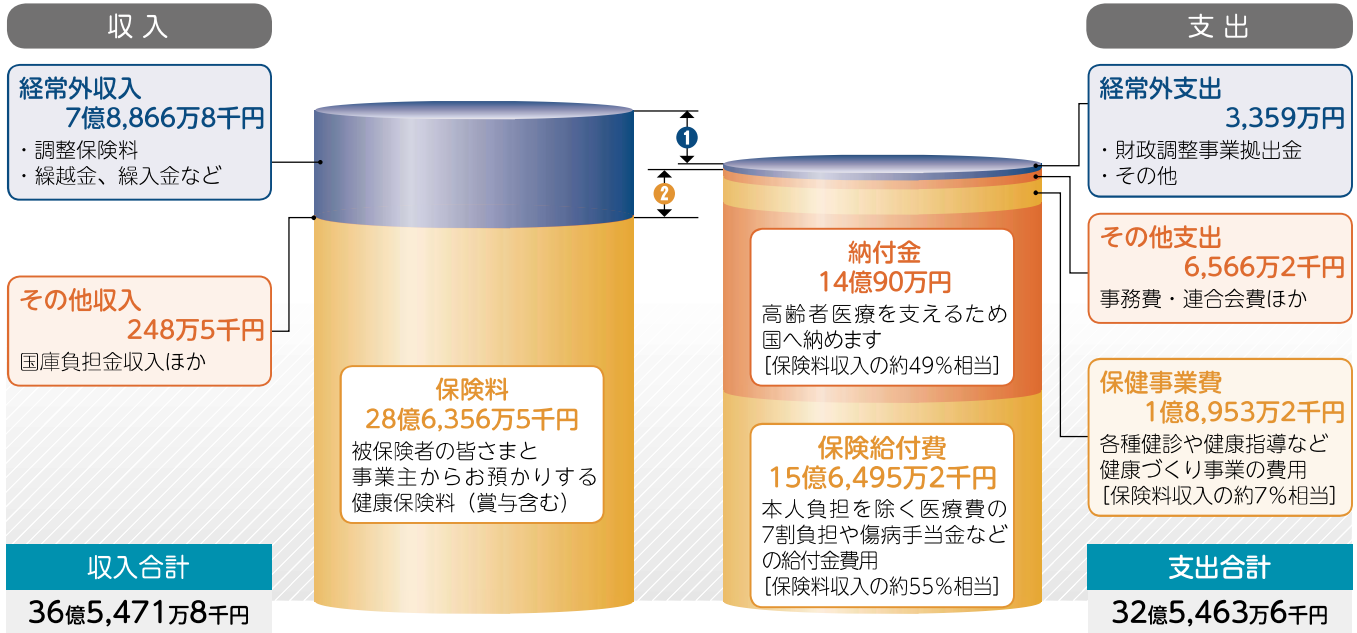 収入
経常外収入
7億8,866万8千円
・調整保険料
・繰越金、繰入金など
その他収入
248万5千円
国庫負担金収入ほか
収入合計
36億5,471万8千円
保険料
28億6,356万5千円
被保険者の皆さまと
事業主からお預かりする
健康保険料（賞与含む）
1
2
納付金
14億90万円
高齢者医療を支えるため
国へ納めます
[保険料収入の約49%相当]
保険給付費
15億6,495万2千円
本人負担を除く医療費の
7割負担や傷病手当金など
の給付金費用
[保険料収入の約55%相当]
支出
経常外支出
3,359万円
・財政調整事業拠出金
・その他
その他支出
6,566万2千円
事務費・連合会費ほか
保健事業費
1億8,953万2千円
各種健診や健康指導など
健康づくり事業の費用
[保険料収入の約7%相当]
支出合計
32億5,463万6千円